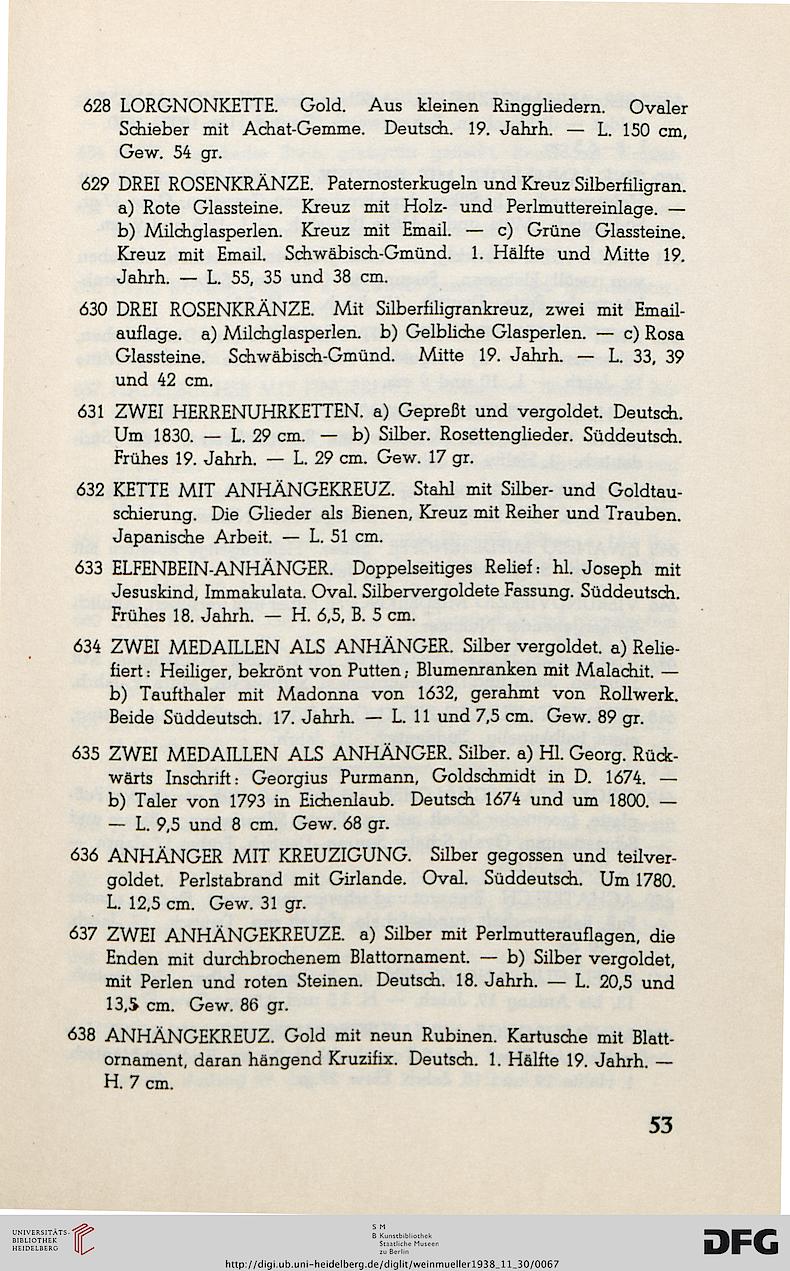 628 LORGNONKETTE. Gold. Aus kleinen Ringgliedern. Ovaler
Schieber mit Achat-Gemme. Deutsch. 19. Jahrh. — L. 150 cm,
Gew. 54 gr.
629 DREI ROSENKRÄNZE. Paternosterkugeln und Kreuz Silberfiligran.
a) Rote Glassteine. Kreuz mit Holz- und Perlmuttereinlage. —
b) Milchglasperlen. Kreuz mit Email. — c) Grüne Glassteine.
Kreuz mit Email. Schwäbisch-Gmünd. 1. Hälfte und Mitte 19.
Jahrh. — L. 55, 35 und 38 cm.
630 DREI ROSENKRÄNZE. Mit Silberfiligrankreuz, zwei mit Email-
auflage. a) Milchglasperlen. b) Gelbliche Glasperlen. — c) Rosa
Glassteine. Schwäbisch-Gmünd. Mitte 19. Jahrh. — L. 33, 39
und 42 cm.
631 ZWEI HERRENUHRKETTEN. a) Gepreßt und vergoldet. Deutsch.
Um 1830. — L. 29 cm. — b) Silber. Rosettenglieder. Süddeutsch.
Frühes 19. Jahrh. — L. 29 cm. Gew. 17 gr.
632 KETTE MIT ANHÄNGEKREUZ. Stahl mit Silber- und Goldtau-
schierung. Die Glieder als Bienen, Kreuz mit Reiher und Trauben.
Japanische Arbeit. — L. 51 cm.
633 ELFENBEIN-ANHÄNGER. Doppelseitiges Relief: hl. Joseph mit
Jesuskind, Immakulata. Oval. Silbervergoldete Fassung. Süddeutsch.
Frühes 18. Jahrh. — H. 6,5, B. 5 cm.
634 ZWEI MEDAILLEN ALS ANHÄNGER. Silber vergoldet. a) Relie-
fiert: Heiliger, bekrönt von Putten; Blumenranken mit Malachit. —
b) Taufthaler mit Madonna von 1632, gerahmt von Rollwerk.
Beide Süddeutsch. 17. Jahrh. — L. 11 und 7,5 cm. Gew. 89 gr.
635 ZWEI MEDAILLEN ALS ANHÄNGER. Silber. a) Hl. Georg. Rück-
wärts Inschrift: Georgius Purmann, Goldschmidt in D. 1674. —
b) Taler von 1793 in Eichenlaub. Deutsch 1674 und um 1800. —
— L. 9,5 und 8 cm. Gew. 68 gr.
636 ANHÄNGER MIT KREUZIGUNG. Silber gegossen und teilver-
goldet. Perlstabrand mit Girlande. Oval. Süddeutsch. Um 1780.
L. 12,5 cm. Gew. 31 gr.
637 ZWEI ANHÄNGEKREUZE. a) Silber mit Perlmutterauflagen, die
Enden mit durchbrochenem Blattornament. — b) Silber vergoldet,
mit Perlen und roten Steinen. Deutsch. 18. Jahrh. — L. 20,5 und
13,5 cm. Gew. 86 gr.
638 ANHÄNGEKREUZ. Gold mit neun Rubinen. Kartusche mit Blatt-
ornament, daran hängend Kruzifix. Deutsch. 1. Hälfte 19. Jahrh. —
H. 7 cm.
53
UNIVERSITÄTS-
BIBLIOTHEK
HEIDELBERG
S M
B Kunstbibliothek
Staatliche Museen
zu Berlin
DFG
http://digi.ub.uni-heidelberg.de/diglit/weinmueller1938_11_30/0067